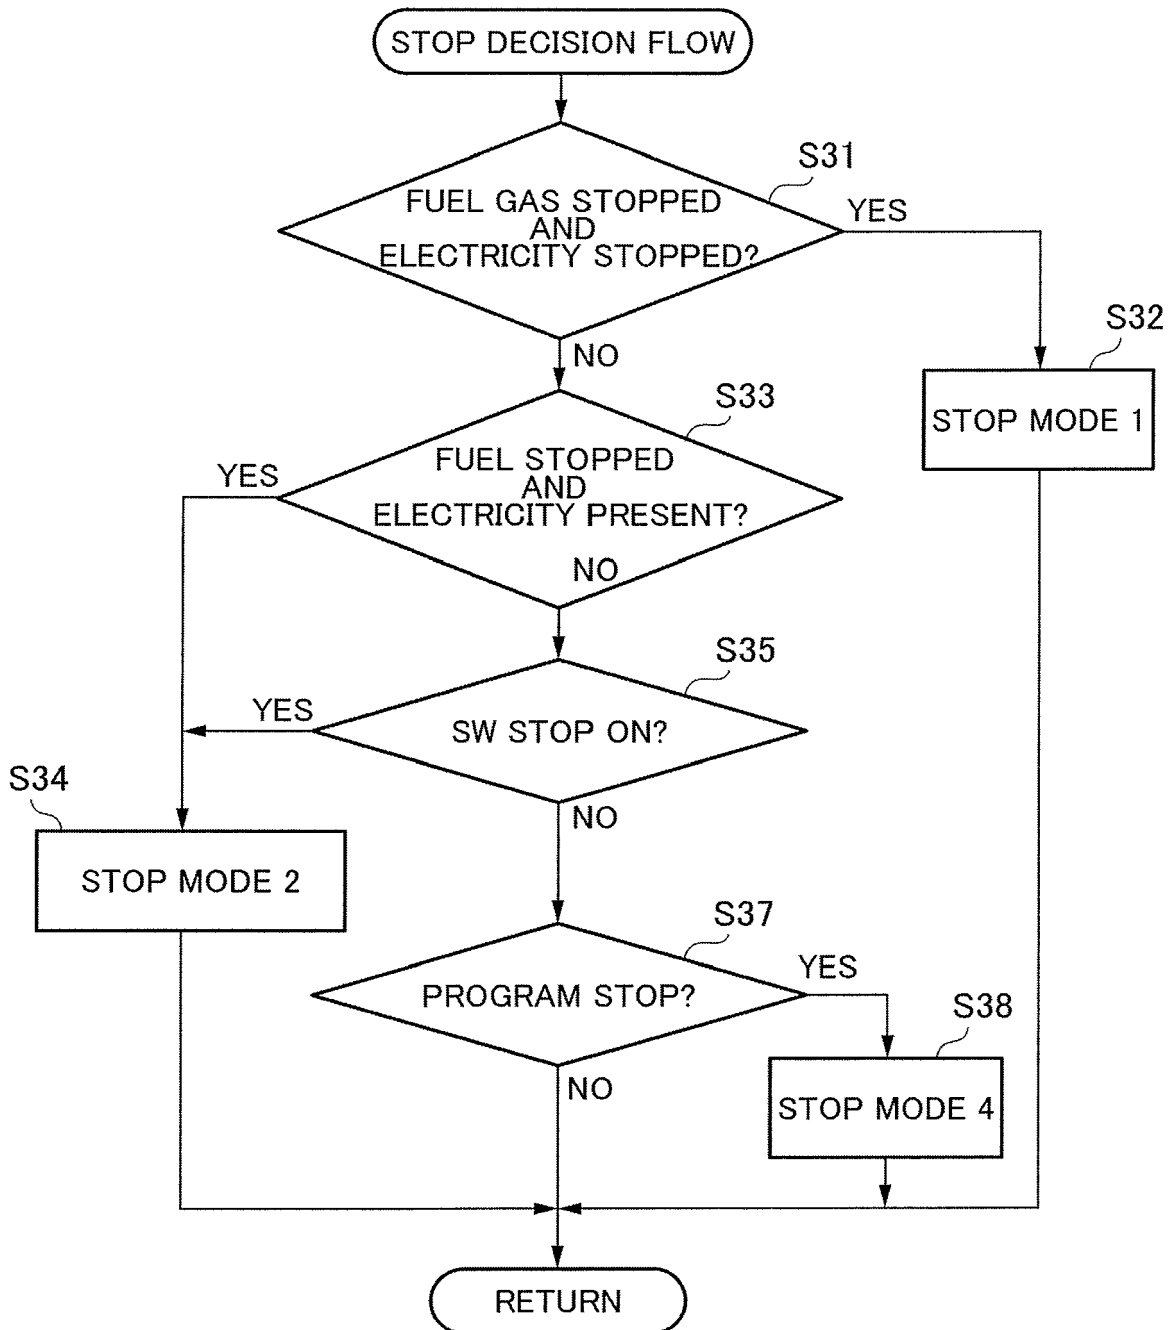 STOP DECISION FLOW
S31
FUEL GAS STOPPED
AND
ELECTRICITY STOPPED?
YES
NO
S32
STOP MODE 1
S33
FUEL STOPPED
AND
ELECTRICITY PRESENT?
YES
NO
S35
SW STOP ON?
YES
NO
S34
STOP MODE 2
S37
PROGRAM STOP?
YES
NO
S38
STOP MODE 4
RETURN